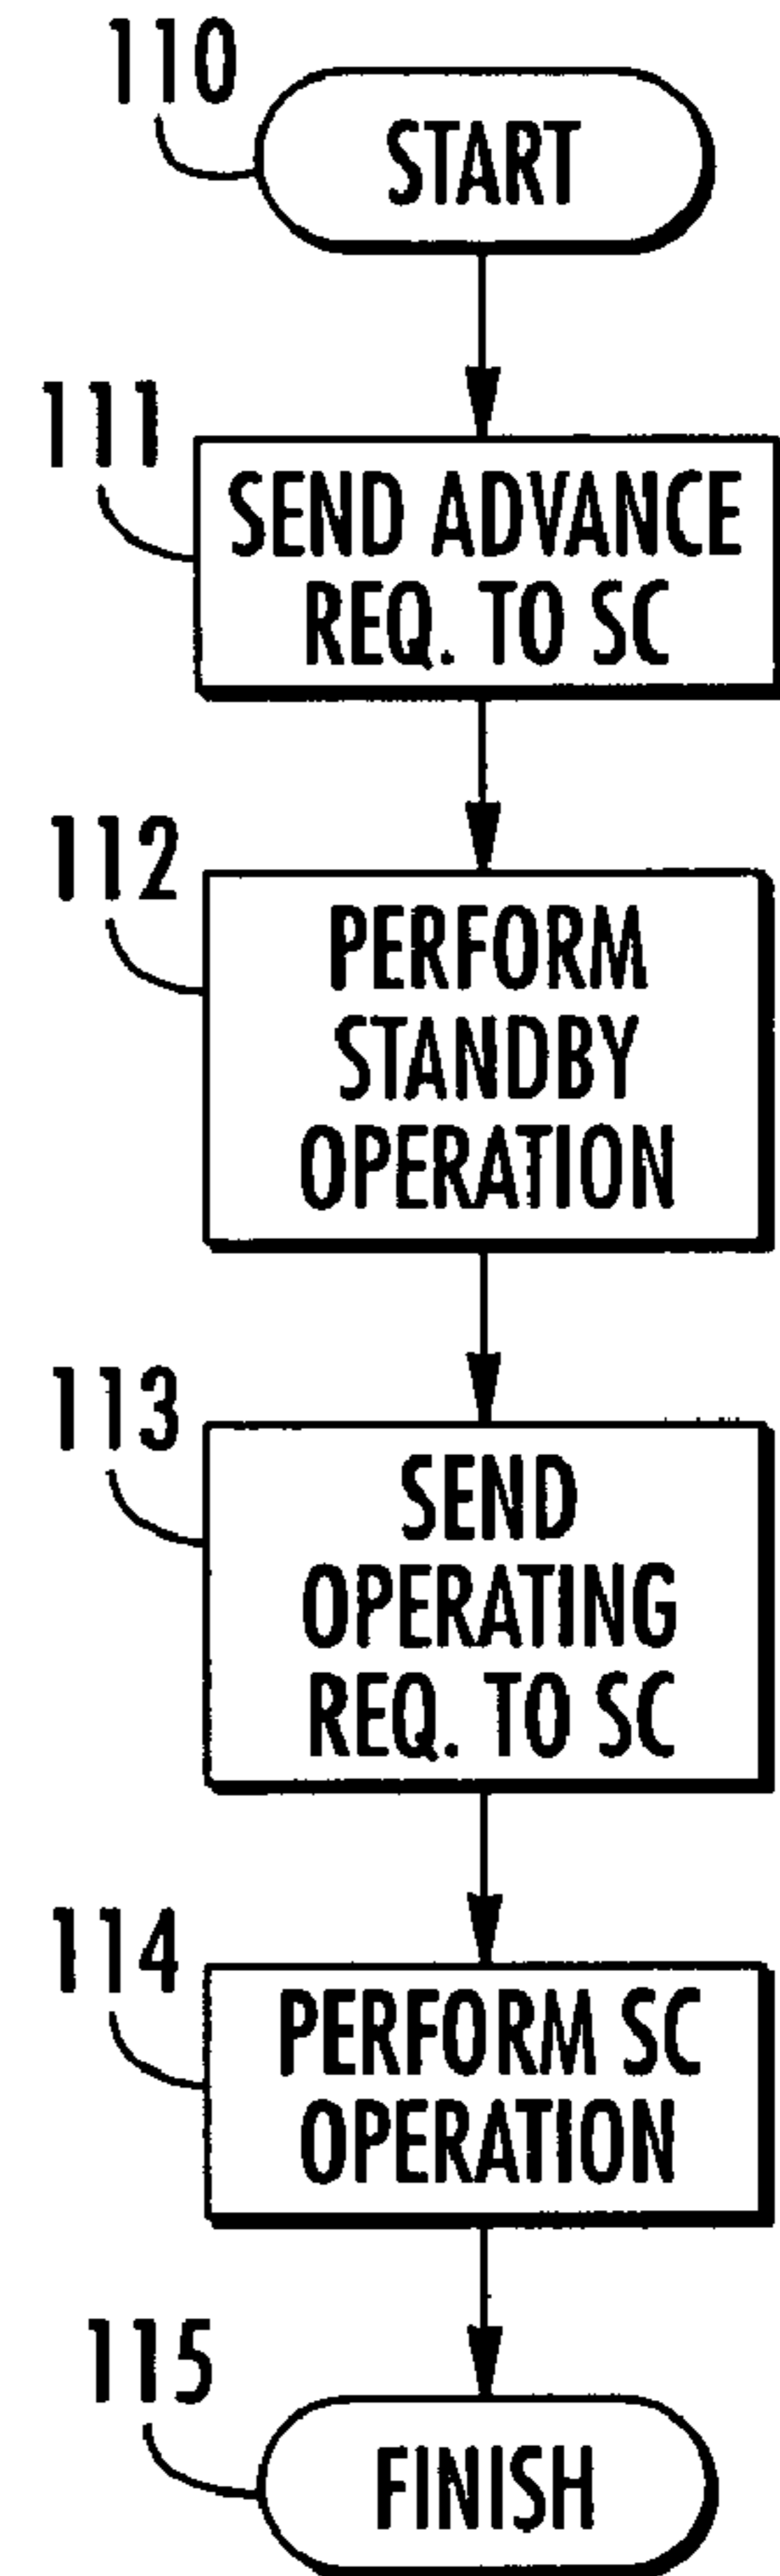 110
START
111
SEND ADVANCE
REQ. TO SC
112
PERFORM
STANDBY
OPERATION
113
SEND
OPERATING
REQ. TO SC
114
PERFORM SC
OPERATION
115
FINISH